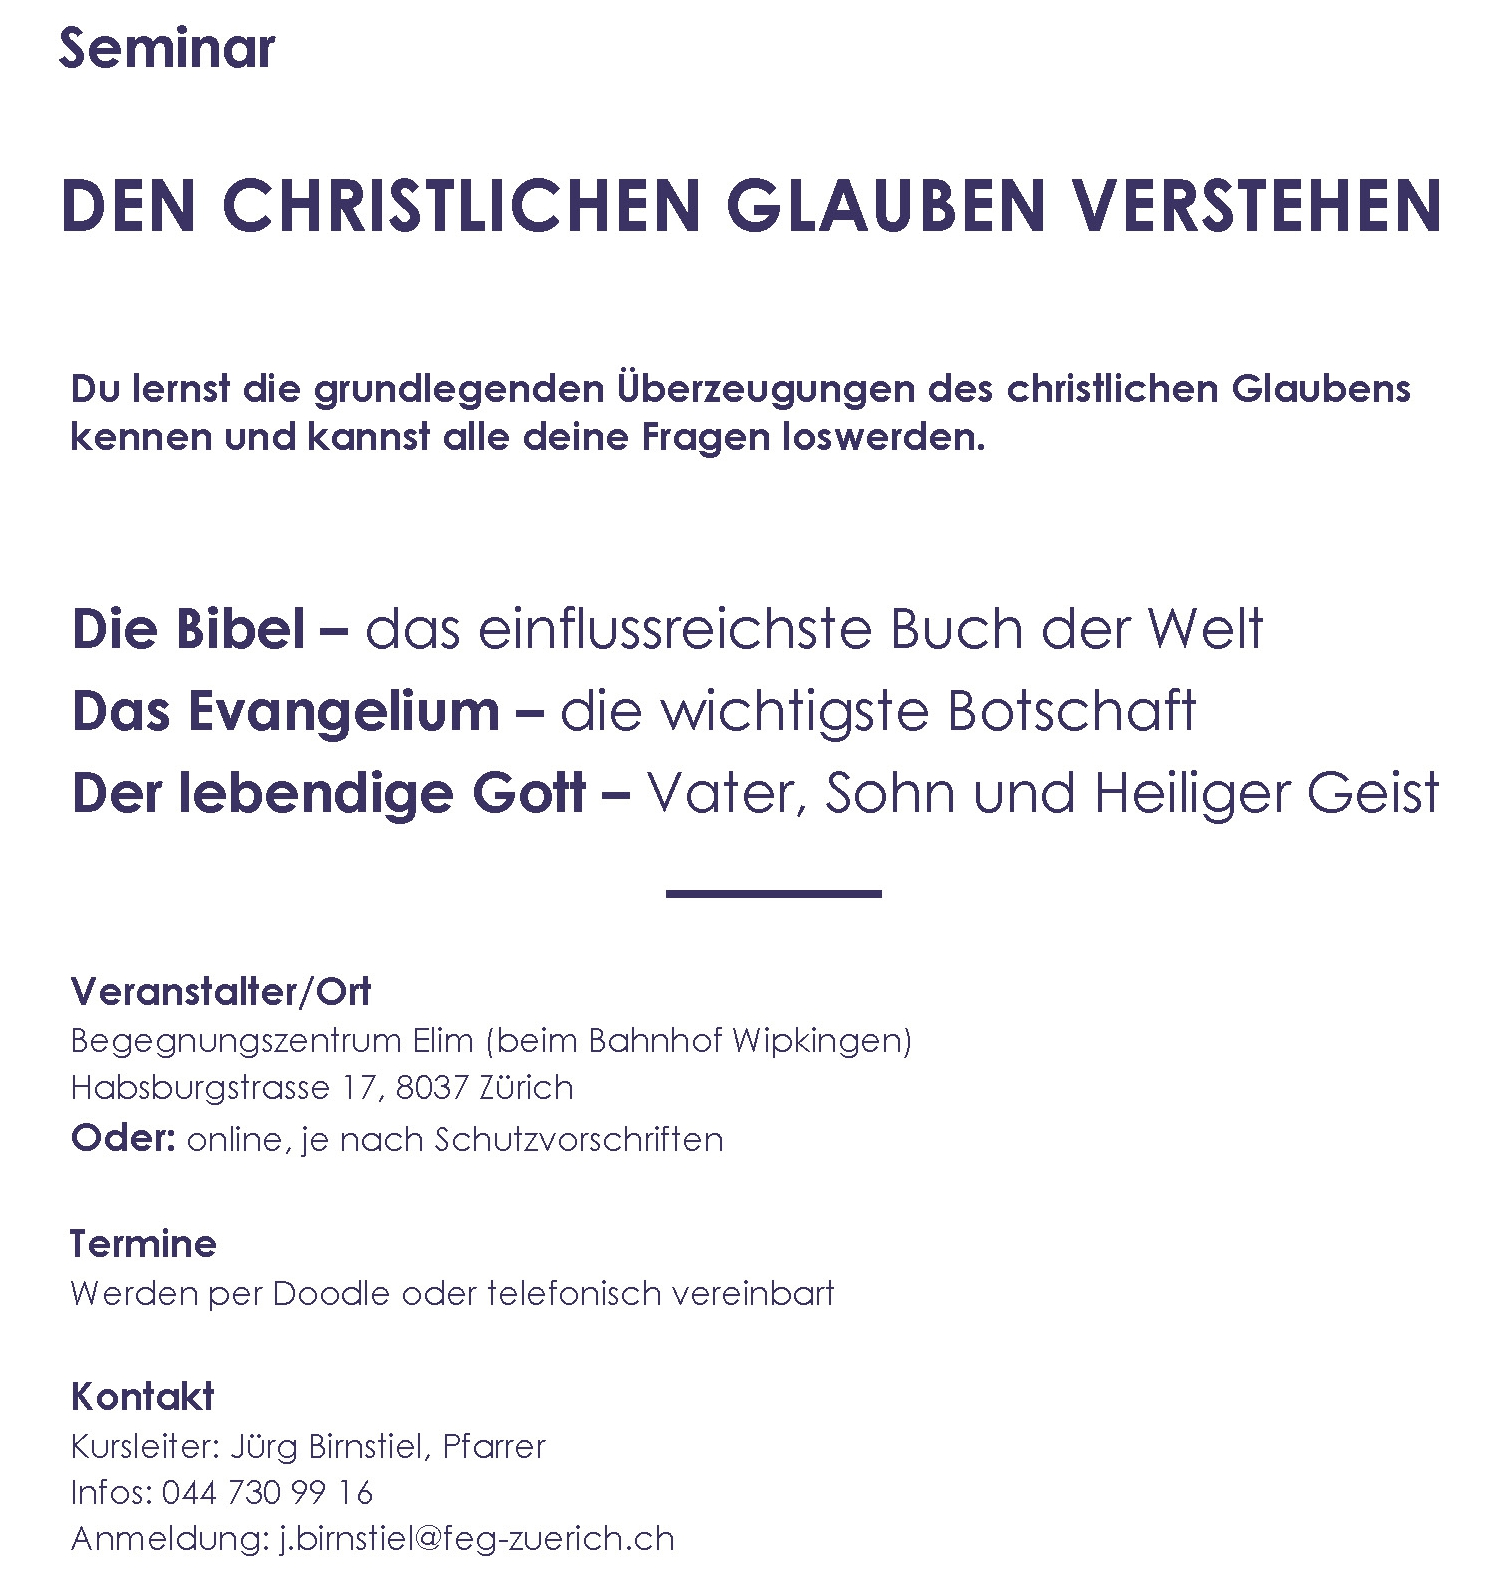 Seminar
DEN CHRISTLICHEN GLAUBEN VERSTEHEN
Du lernst die grundlegenden Überzeugungen des christlichen Glaubens
kennen und kannst alle deine Fragen loswerden.
Die Bibel – das einflussreichste Buch der Welt
Das Evangelium – die wichtigste Botschaft
Der lebendige Gott – Vater, Sohn und Heiliger Geist
Veranstalter/Ort
Begegnungszentrum Elim (beim Bahnhof Wipkingen)
Habsburgstrasse 17, 8037 Zürich
Oder: online, je nach Schutzvorschriften
Termine
Werden per Doodle oder telefonisch vereinbart
Kontakt
Kursleiter: Jürg Birnstiel, Pfarrer
Infos: 044 730 99 16
Anmeldung: j.birnstiel@feg-zuerich.ch